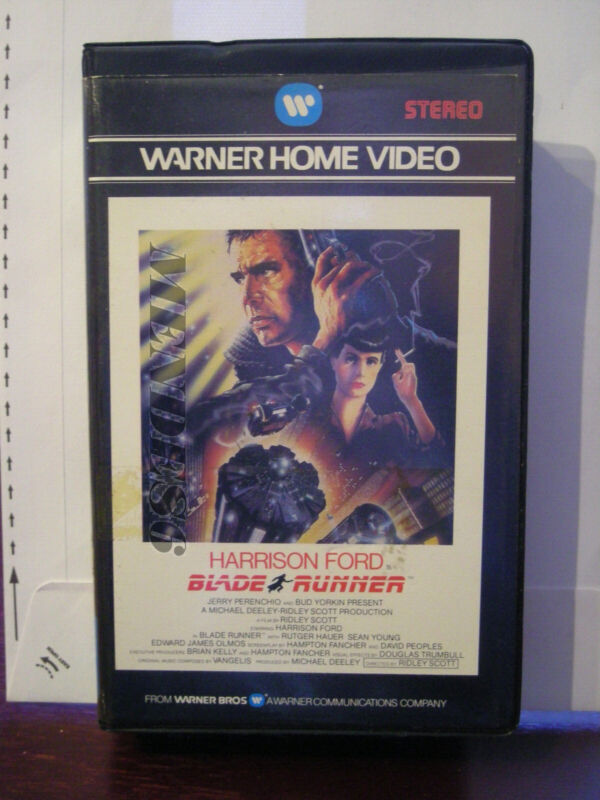 STEREO
WARNER HOME VIDEO
MENDES6
HARRISON FORD
BLADE RUNNER™
JERRY PERENCHIO AND BUD YORKIN PRESENT
A MICHAEL DEELEY-RIDLEY SCOTT PRODUCTION
A FILM BY RIDLEY SCOTT
STARRING HARRISON FORD
IN BLADE RUNNER™ WITH RUTGER HAUER SEAN YOUNG
EDWARD JAMES OLMOS SCREENPLAY BY HAMPTON FANCHER AND DAVID PEOPLES
EXECUTIVE PRODUCERS BRIAN KELLY AND HAMPTON FANCHER VISUAL EFFECTS BY DOUGLAS TRUMBULL
ORIGINAL MUSIC COMPOSED BY VANGELIS PRODUCED BY MICHAEL DEELEY DIRECTED BY RIDLEY SCOTT
FROM WARNER BROS A WARNER COMMUNICATIONS COMPANY